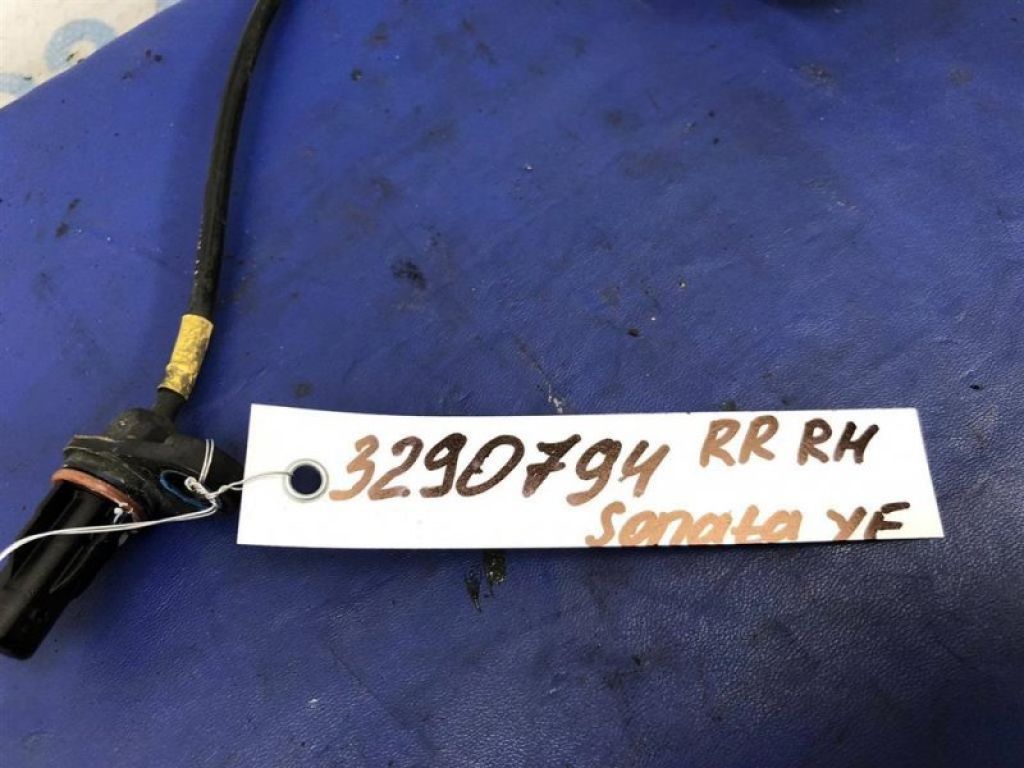 3290794 RR RH
Sonata YF